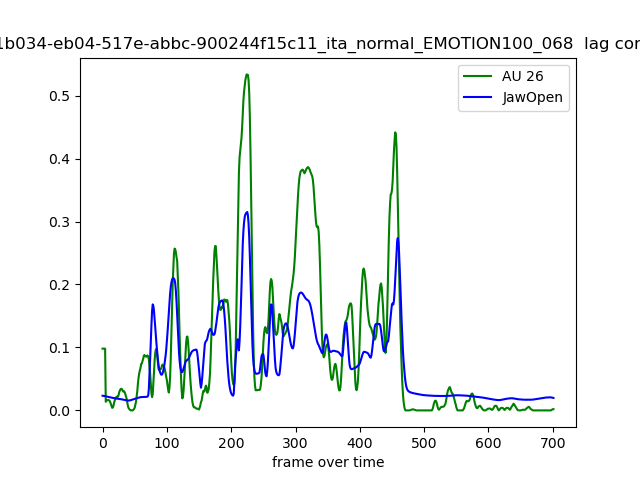 1b034-eb04-517e-abbc-900244f15c11_ita_normal_EMOTION100_068 lag cor
AU 26
JawOpen
0.5
0.4
0.3
0.2
0.1
0.0
0 100 200 300 400 500 600 700
frame over time